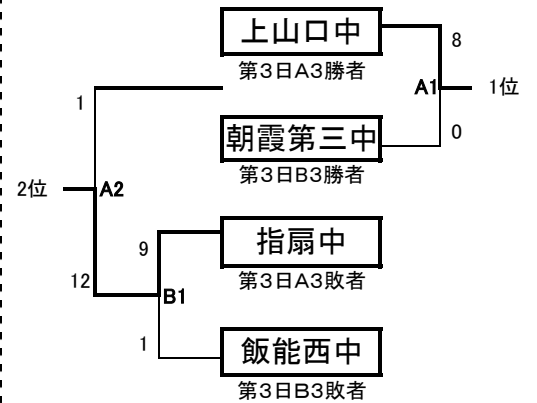 上山口中
8
第3日A3勝者
A1
1位
1
朝霞第三中
0
第3日B3勝者
2位
A2
指扇中
9
第3日A3敗者
12
B1
1
飯能西中
第3日B3敗者